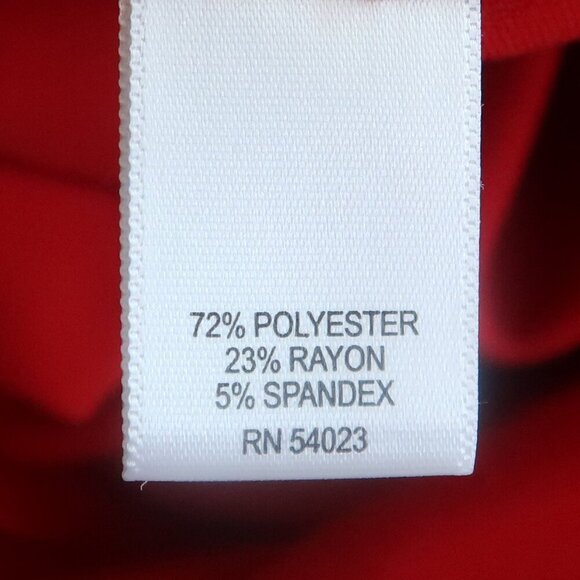 72% POLYESTER
23% RAYON
5% SPANDEX
RN 54023